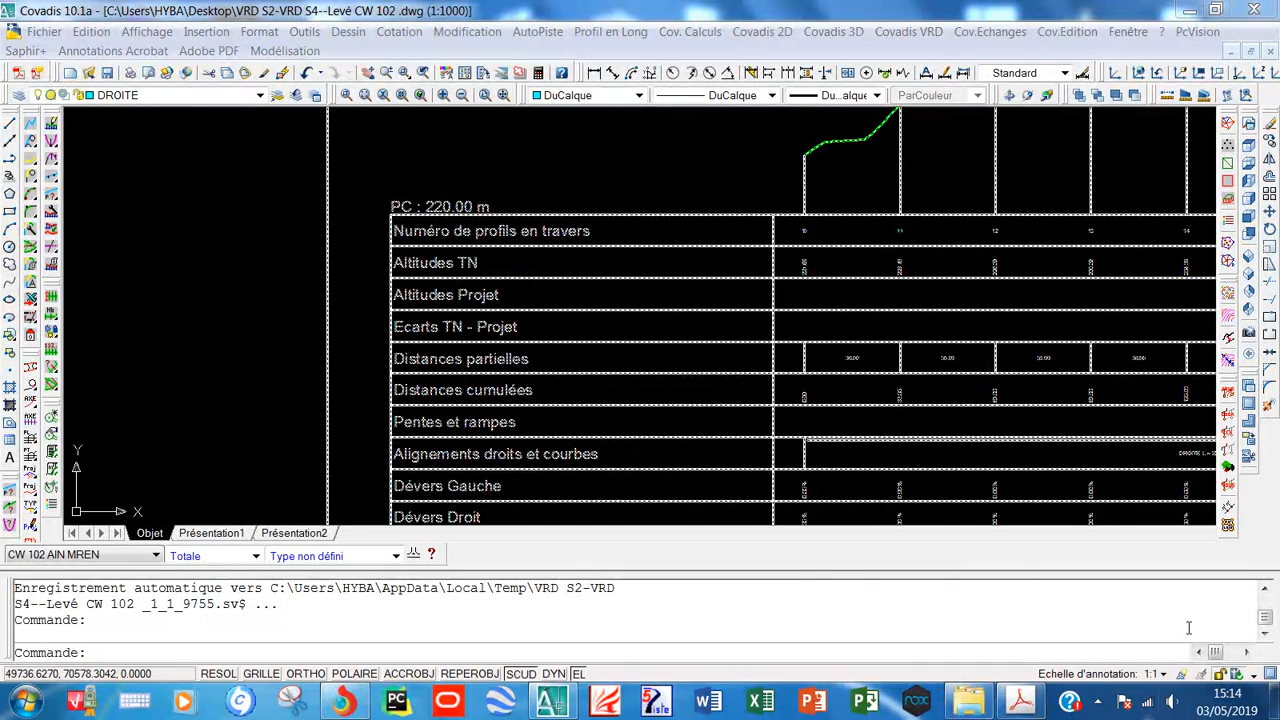 Covadis 10.1a - [C:\Users\HYBA\Desktop\VRD S2-VRD S4--Levé CW 102 .dwg (1:1000)]
Fichier Edition Affichage Insertion Format Outils Dessin Cotation Modification AutoPiste Profil en Long Cov. Calculs Covadis 2D Covadis 3D Covadis VRD Cov.Echanges Cov.Edition Fenêtre ? PcVision
Saphir+ Annotations Acrobat Adobe PDF Modélisation
Standard
DROITE DuCalque DuCalque Du...alque ParCouleur
PC : 220.00 m
Numéro de profils en travers 11 12 14
Altitudes TN
Altitudes Projet
Ecarts TN - Projet
Distances partielles
Distances cumulées
Pentes et rampes
Alignements droits et courbes
Dévers Gauche
Dévers Droit
Y
X
Objet Présentation1 Présentation2
CW 102 AIN MREN Totale Type non défini ?
Enregistrement automatique vers C:\Users\HYBA\AppData\Local\Temp\VRD S2-VRD
S4--Levé CW 102 _1_1_9755.sv$ ...
Commande:
Commande:
49736.6270, 70578.3042, 0.0000 RESOL GRILLE ORTHO POLAIRE ACCROBJ REPEROBJ SCUD DYN EL Echelle d'annotation: 1:1
15:14
03/05/2019